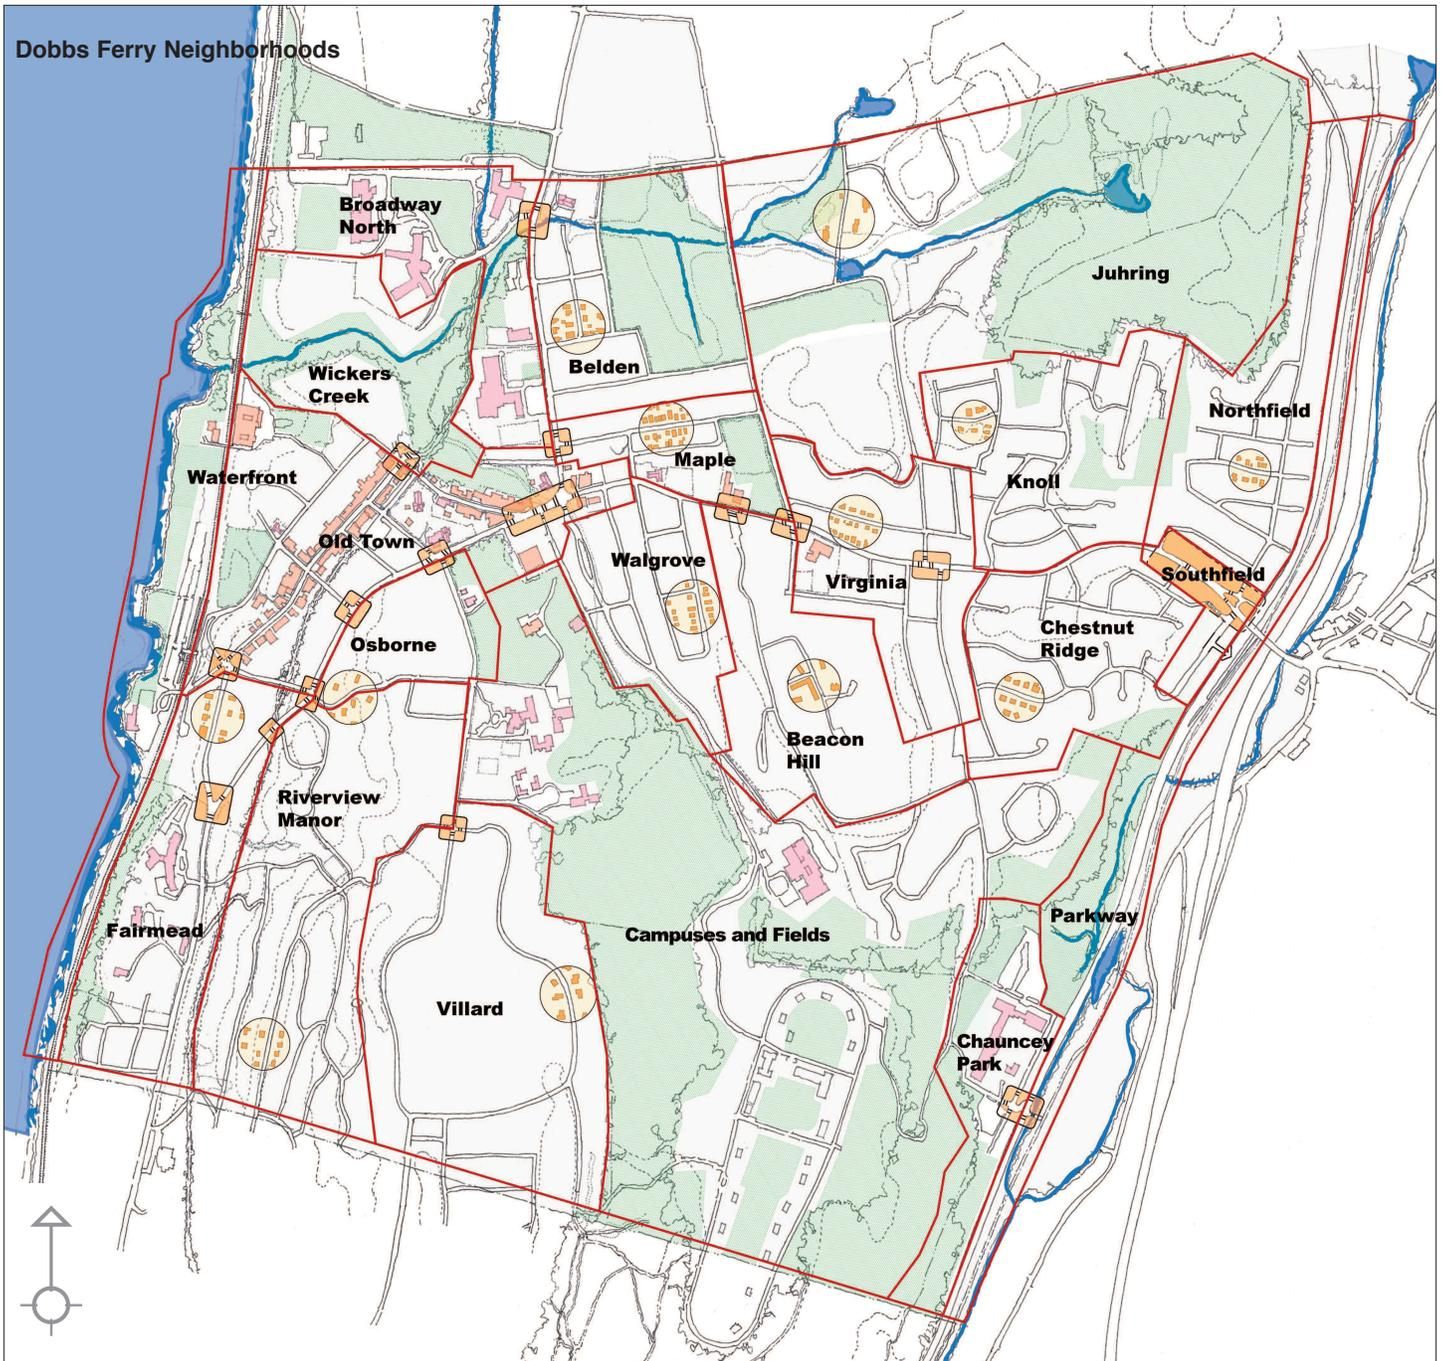 Dobbs Ferry Neighborhoods
Broadway
North
Juhring
Belden
Wickers
Creek
Northfield
Maple
Waterfront
Knoll
Old Town
Walgrove
Virginia
Southfield
Osborne
Chestnut
Ridge
Beacon
Hill
Riverview
Manor
Parkway
Fairmead
Campuses and Fields
Villard
Chauncey
Park